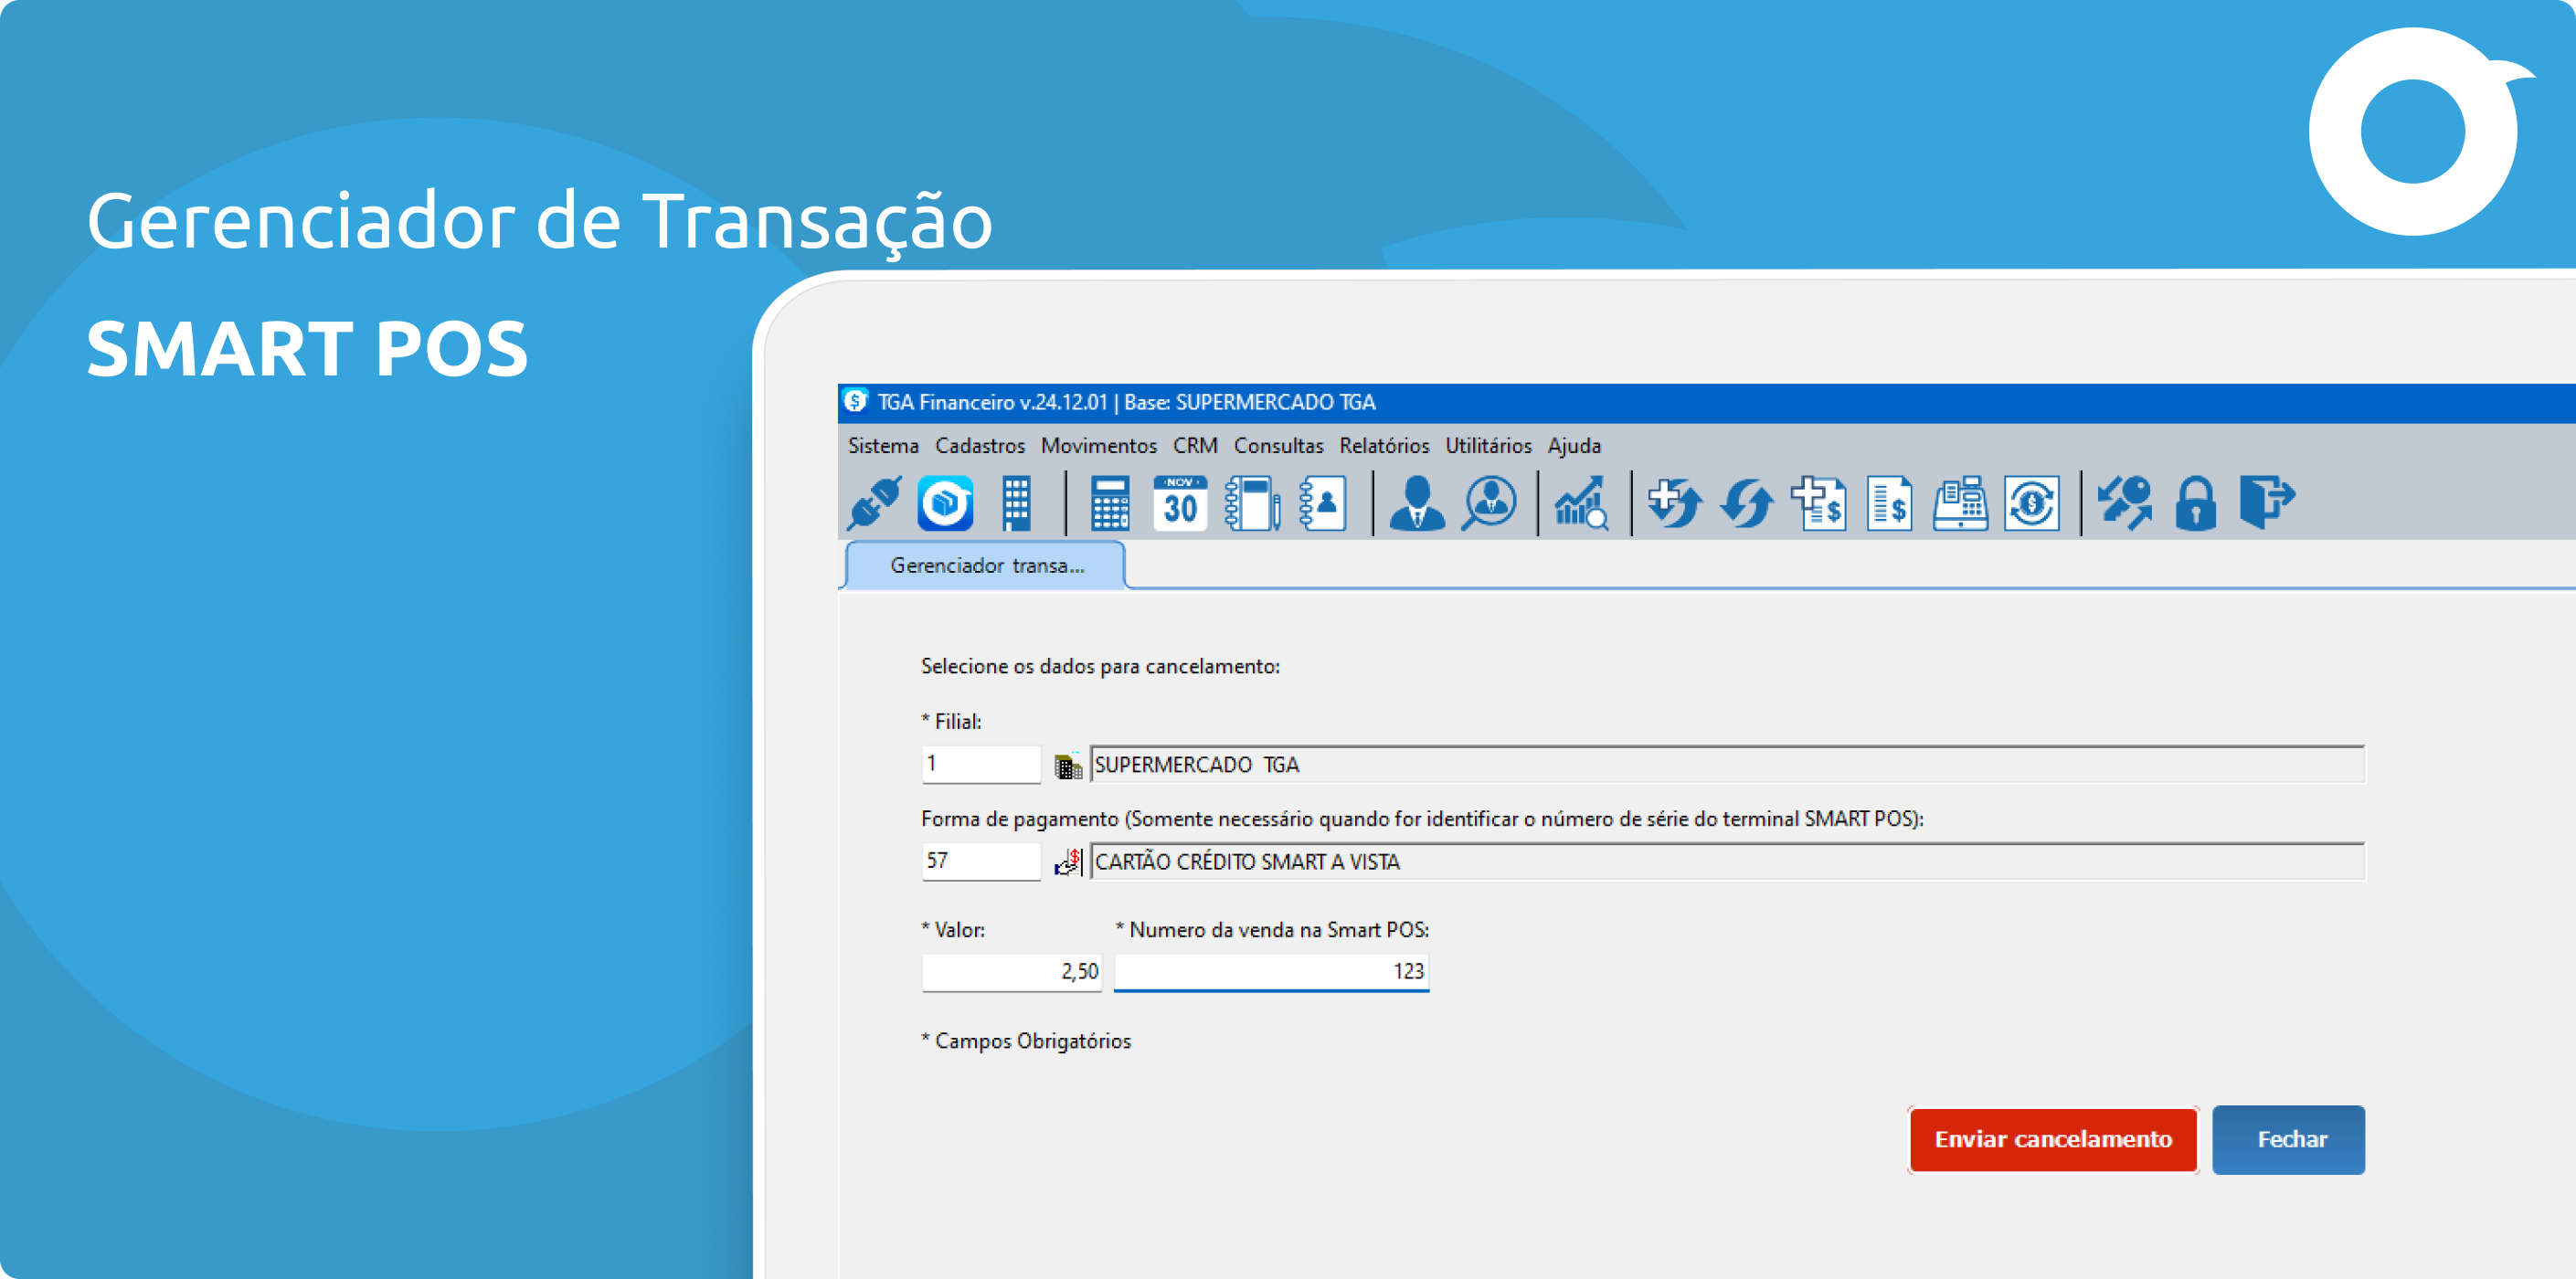 Gerenciador de Transação
SMART POS
TGA Financeiro v.24.12.01 | Base: SUPERMERCADO TGA
Sistema Cadastros Movimentos CRM Consultas Relatórios Utilitários Ajuda
NOV
30
Gerenciador transa...
Selecione os dados para cancelamento:
* Filial:
1 SUPERMERCADO TGA
Forma de pagamento (Somente necessário quando for identificar o número de série do terminal SMART POS):
57 CARTÃO CRÉDITO SMART A VISTA
* Valor: * Numero da venda na Smart POS:
2,50 123
* Campos Obrigatórios
Enviar cancelamento Fechar